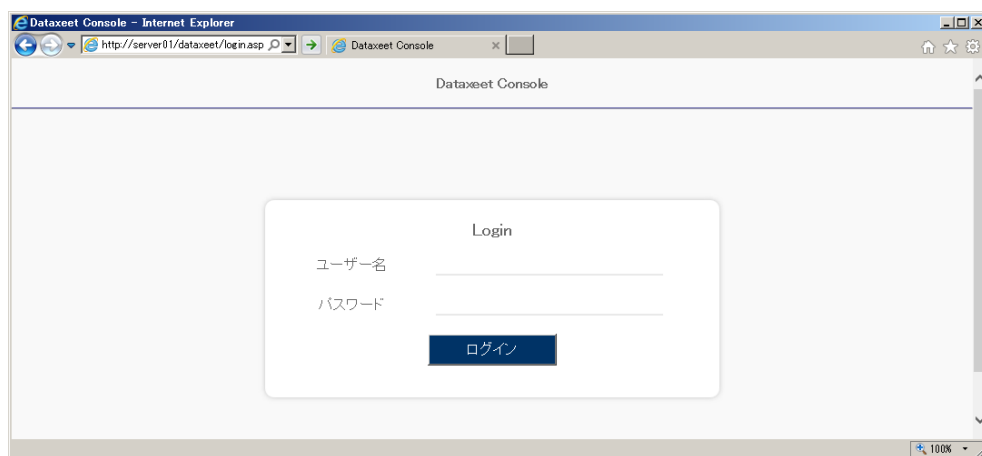 Dataxeet Console - Internet Explorer
http://server01/dataxeet/login.asp
Dataxeet Console
Dataxeet Console
Login
ユーザー名
パスワード
ログイン
100%